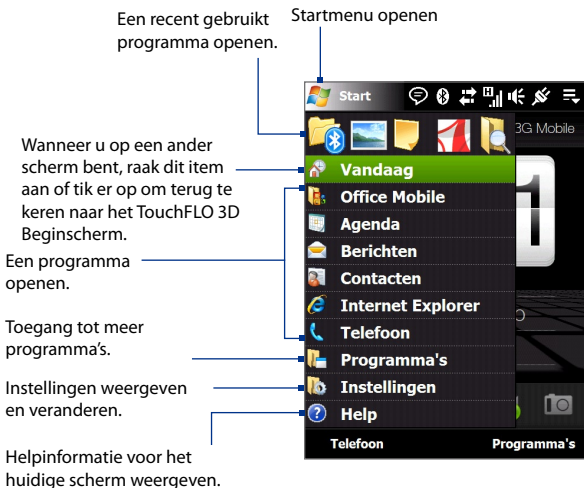 Een recent gebruikt
programma openen.
Startmenu openen
Wanneer u op een ander
scherm bent, raak dit item
aan of tik er op om terug te
keren naar het TouchFLO 3D
Beginscherm.
Een programma
openen.
Toegang tot meer
programma's.
Instellingen weergeven
en veranderen.
Helpinformatie voor het
huidige scherm weergeven.
Start
H
3G Mobile
Vandaag
Office Mobile
Agenda
Berichten
Contacten
Internet Explorer
Telefoon
Programma's
Instellingen
Help
Telefoon
Programma's